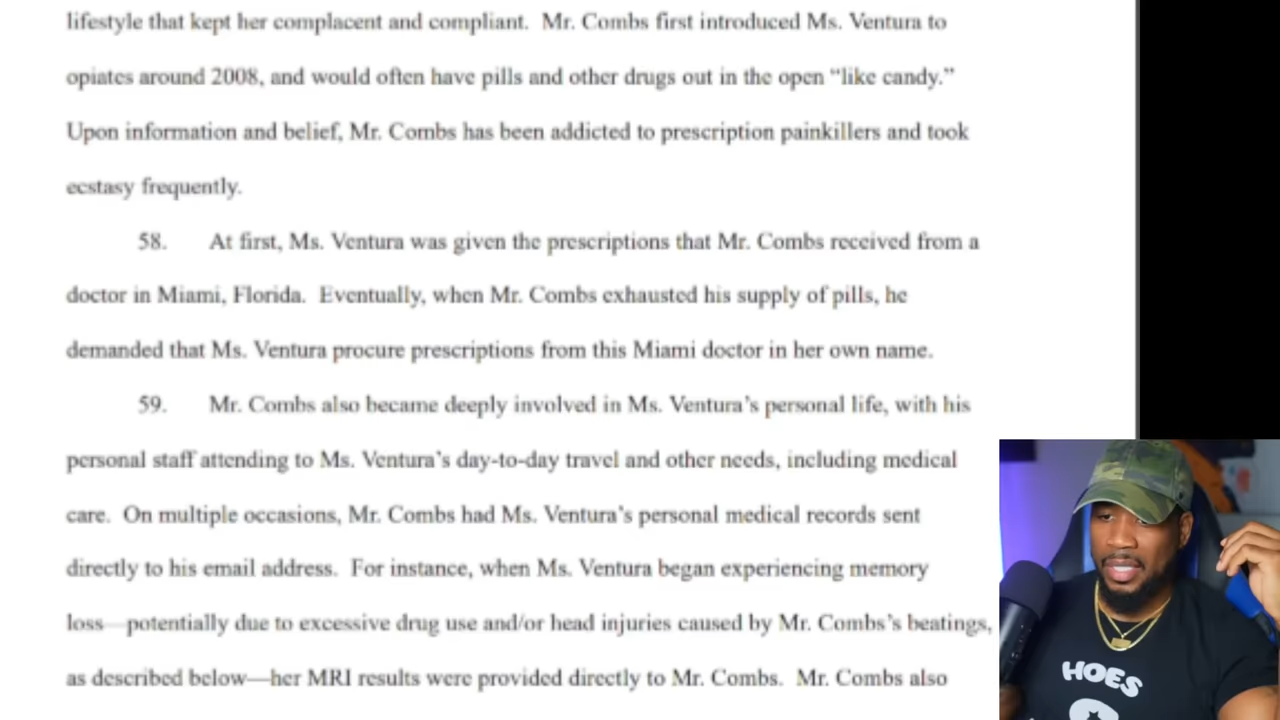 lifestyle that kept her complacent and compliant.  Mr. Combs first introduced Ms. Ventura to
opiates around 2008, and would often have pills and other drugs out in the open “like candy.”
Upon information and belief, Mr. Combs has been addicted to prescription painkillers and took
ecstasy frequently.
58. At first, Ms. Ventura was given the prescriptions that Mr. Combs received from a
doctor in Miami, Florida.  Eventually, when Mr. Combs exhausted his supply of pills, he
demanded that Ms. Ventura procure prescriptions from this Miami doctor in her own name.
59. Mr. Combs also became deeply involved in Ms. Ventura’s personal life, with his
personal staff attending to Ms. Ventura’s day-to-day travel and other needs, including medical
care.  On multiple occasions, Mr. Combs had Ms. Ventura’s personal medical records sent
directly to his email address.  For instance, when Ms. Ventura began experiencing memory
loss—potentially due to excessive drug use and/or head injuries caused by Mr. Combs’s beatings,
as described below—her MRI results were provided directly to Mr. Combs.  Mr. Combs also
HOES